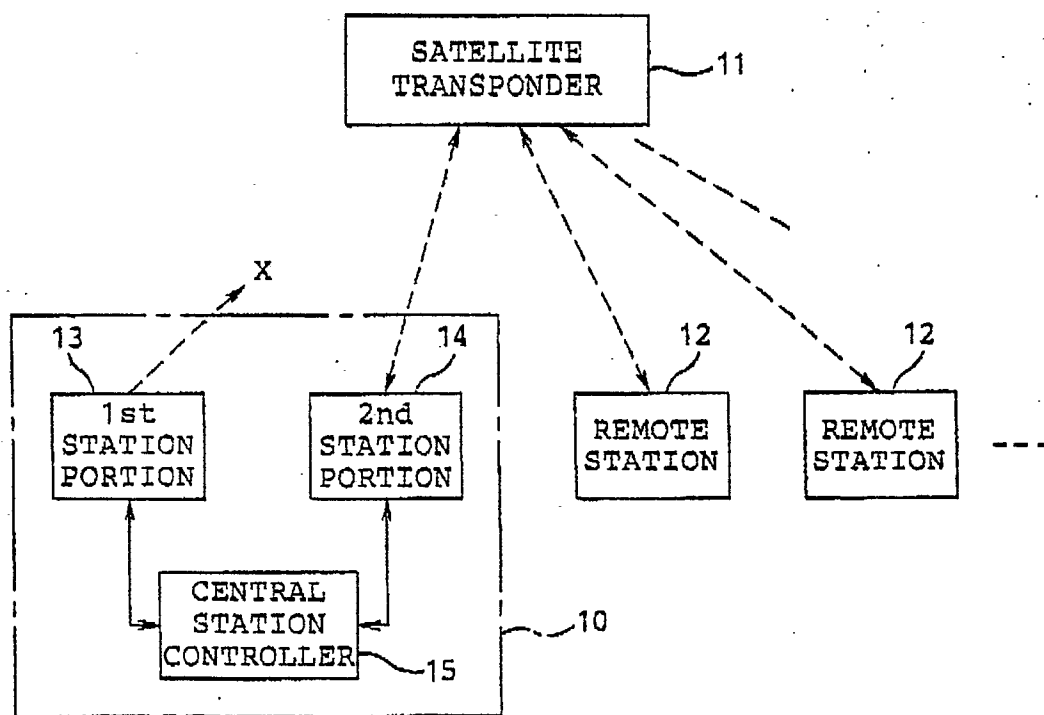 SATELLITE
TRANSPONDER
11
X
13
14
12
12
1st
STATION
PORTION
2nd
STATION
PORTION
REMOTE
STATION
REMOTE
STATION
CENTRAL
STATION
CONTROLLER
10
15